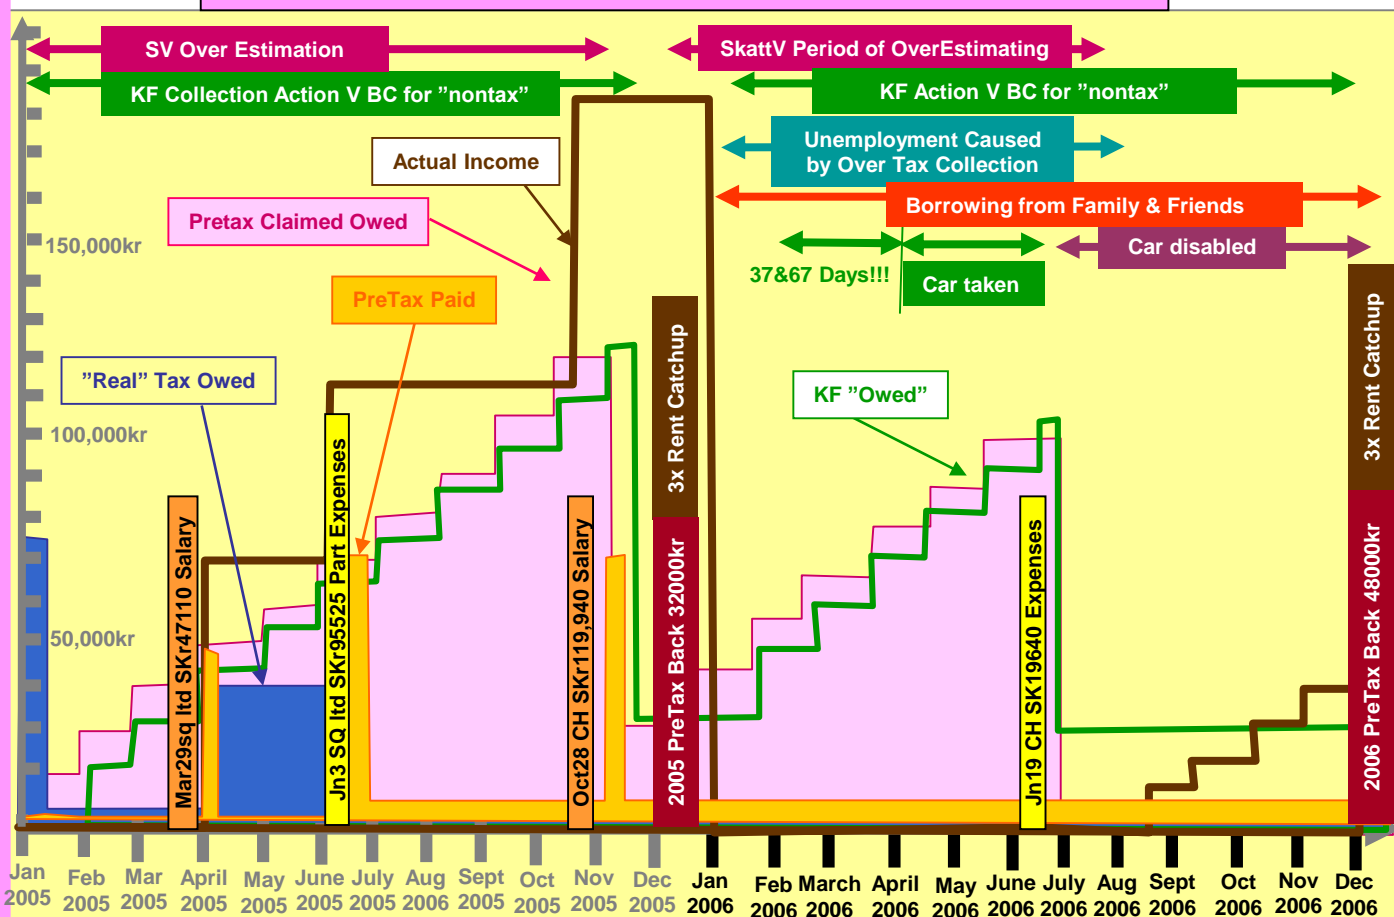 SV Over Estimation
SkattV Period of OverEstimating
KF Collection Action V BC for ”nontax”
KF Action V BC for ”nontax”
Unemployment Caused
by Over Tax Collection
Actual Income
Borrowing from Family & Friends
Pretax Claimed Owed
150,000kr
Car disabled
37&67 Days!!!
Car taken
PreTax Paid
”Real” Tax Owed
KF ”Owed”
100,000kr
50,000kr
Mar29sq ltd SKr47110 Salary
Jn3 SQ ltd SKr95525 Part Expenses
Oct28 CH SKr119,940 Salary
3x Rent Catchup
2005 PreTax Back 32000kr
Jn19 CH SK19640 Expenses
3x Rent Catchup
2006 PreTax Back 48000kr
Jan
2005
Feb
2005
Mar
2005
April
2005
May
2005
June
2005
July
2005
Aug
2005
Sept
2005
Oct
2005
Nov
2005
Dec
2005
Jan
2006
Feb
2006
March
2006
April
2006
May
2006
June
2006
July
2006
Aug
2006
Sept
2006
Oct
2006
Nov
2006
Dec
2006